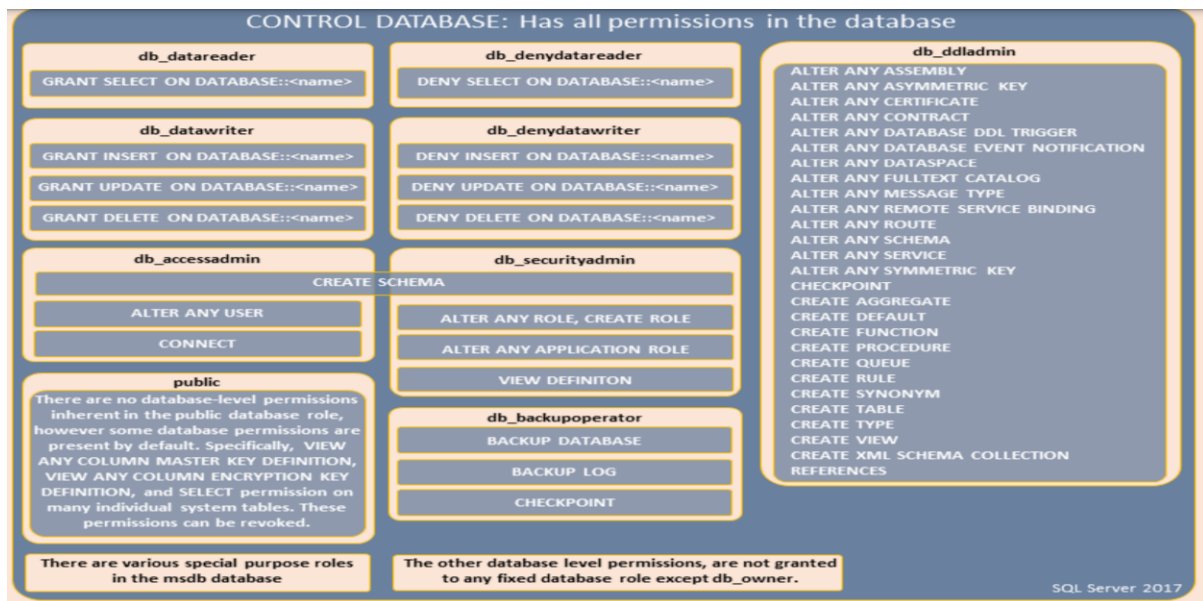 CONTROL DATABASE: Has all permissions in the database
db_datareader
GRANT SELECT ON DATABASE::<name>
db_denydatareader
DENY SELECT ON DATABASE::<name>
db_datawriter
GRANT INSERT ON DATABASE::<name>
GRANT UPDATE ON DATABASE::<name>
GRANT DELETE ON DATABASE::<name>
db_denydatawriter
DENY INSERT ON DATABASE::<name>
DENY UPDATE ON DATABASE::<name>
DENY DELETE ON DATABASE::<name>
db_accessadmin
db_securityadmin
CREATE SCHEMA
ALTER ANY USER
CONNECT
ALTER ANY ROLE, CREATE ROLE
ALTER ANY APPLICATION ROLE
VIEW DEFINITON
public
There are no database-level permissions
inherent in the public database role,
however some database permissions are
present by default. Specifically, VIEW
ANY COLUMN MASTER KEY DEFINITION,
VIEW ANY COLUMN ENCRYPTION KEY
DEFINITION, and SELECT permission on
many individual system tables. These
permissions can be revoked.
db_backupoperator
BACKUP DATABASE
BACKUP LOG
CHECKPOINT
db_ddladmin
ALTER ANY ASSEMBLY
ALTER ANY ASYMMETRIC KEY
ALTER ANY CERTIFICATE
ALTER ANY CONTRACT
ALTER ANY DATABASE DDL TRIGGER
ALTER ANY DATABASE EVENT NOTIFICATION
ALTER ANY DATASPACE
ALTER ANY FULLTEXT CATALOG
ALTER ANY MESSAGE TYPE
ALTER ANY REMOTE SERVICE BINDING
ALTER ANY ROUTE
ALTER ANY SCHEMA
ALTER ANY SERVICE
ALTER ANY SYMMETRIC KEY
CHECKPOINT
CREATE AGGREGATE
CREATE DEFAULT
CREATE FUNCTION
CREATE PROCEDURE
CREATE QUEUE
CREATE RULE
CREATE SYNONYM
CREATE TABLE
CREATE TYPE
CREATE VIEW
CREATE XML SCHEMA COLLECTION
REFERENCES
There are various special purpose roles
in the msdb database
The other database level permissions, are not granted
to any fixed database role except db_owner.
SQL Server 2017